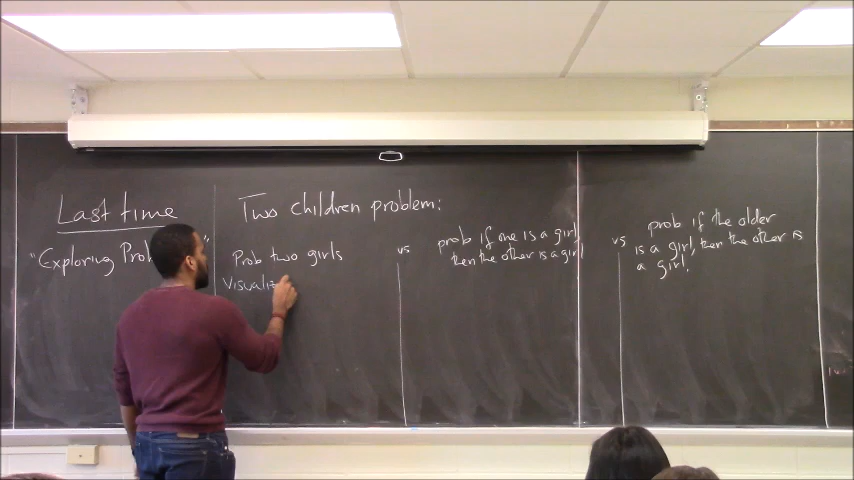 Last time
"Exploring
Two children problem:
Prob two girls
Visuali
vs
prob if one is a girl,
then the other is a girl
vs
prob if the older
is a girl, then the other is
a girl.